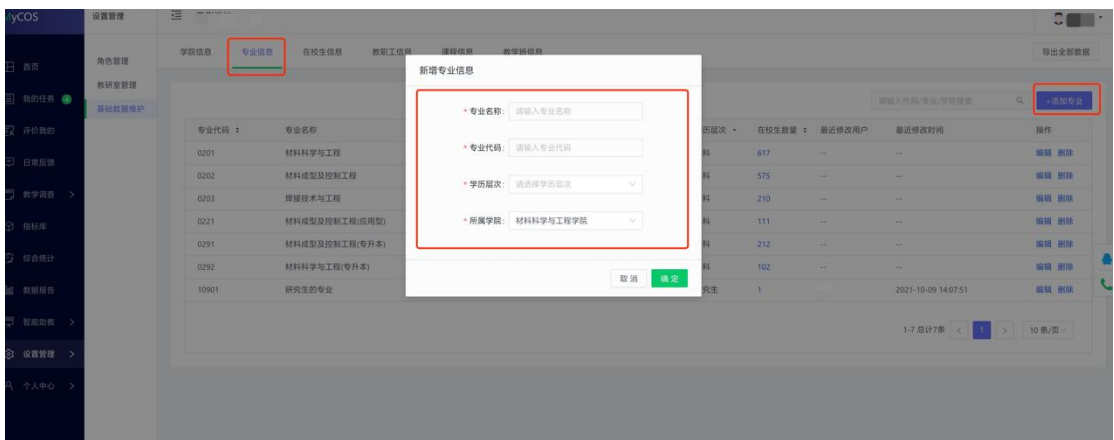 MyCOS
设置管理
学院信息 专业信息 在校生信息 教职工信息 课程信息 教学班信息 导出全部数据
首页
我的任务
评价我的
日常反馈
教学调查
指标库
综合统计
数据报告
智能助教
设置管理
个人中心
角色管理
教研室管理
基础数据维护
新增专业信息
* 专业名称: 请输入专业名称
* 专业代码: 请输入专业代码
* 学历层次: 请选择学历层次
* 所属学院: 材料科学与工程学院
取消 确定
请输入代码/专业/学院搜索 +添加专业
专业代码 专业名称 历层次 在校生数量 最近修改用户 最近修改时间 操作
0201 材料科学与工程 科 617 -- -- 编辑 删除
0202 材料成型及控制工程 科 575 -- -- 编辑 删除
0203 焊接技术与工程 科 210 -- -- 编辑 删除
0221 材料成型及控制工程(应用型) 科 111 -- -- 编辑 删除
0291 材料成型及控制工程(专升本) 科 212 -- -- 编辑 删除
0292 材料科学与工程(专升本) 科 102 -- -- 编辑 删除
10901 研究生的专业 究生 1 2021-10-09 14:07:51 编辑 删除
1-7 总计7条 < 1 > 10 条/页